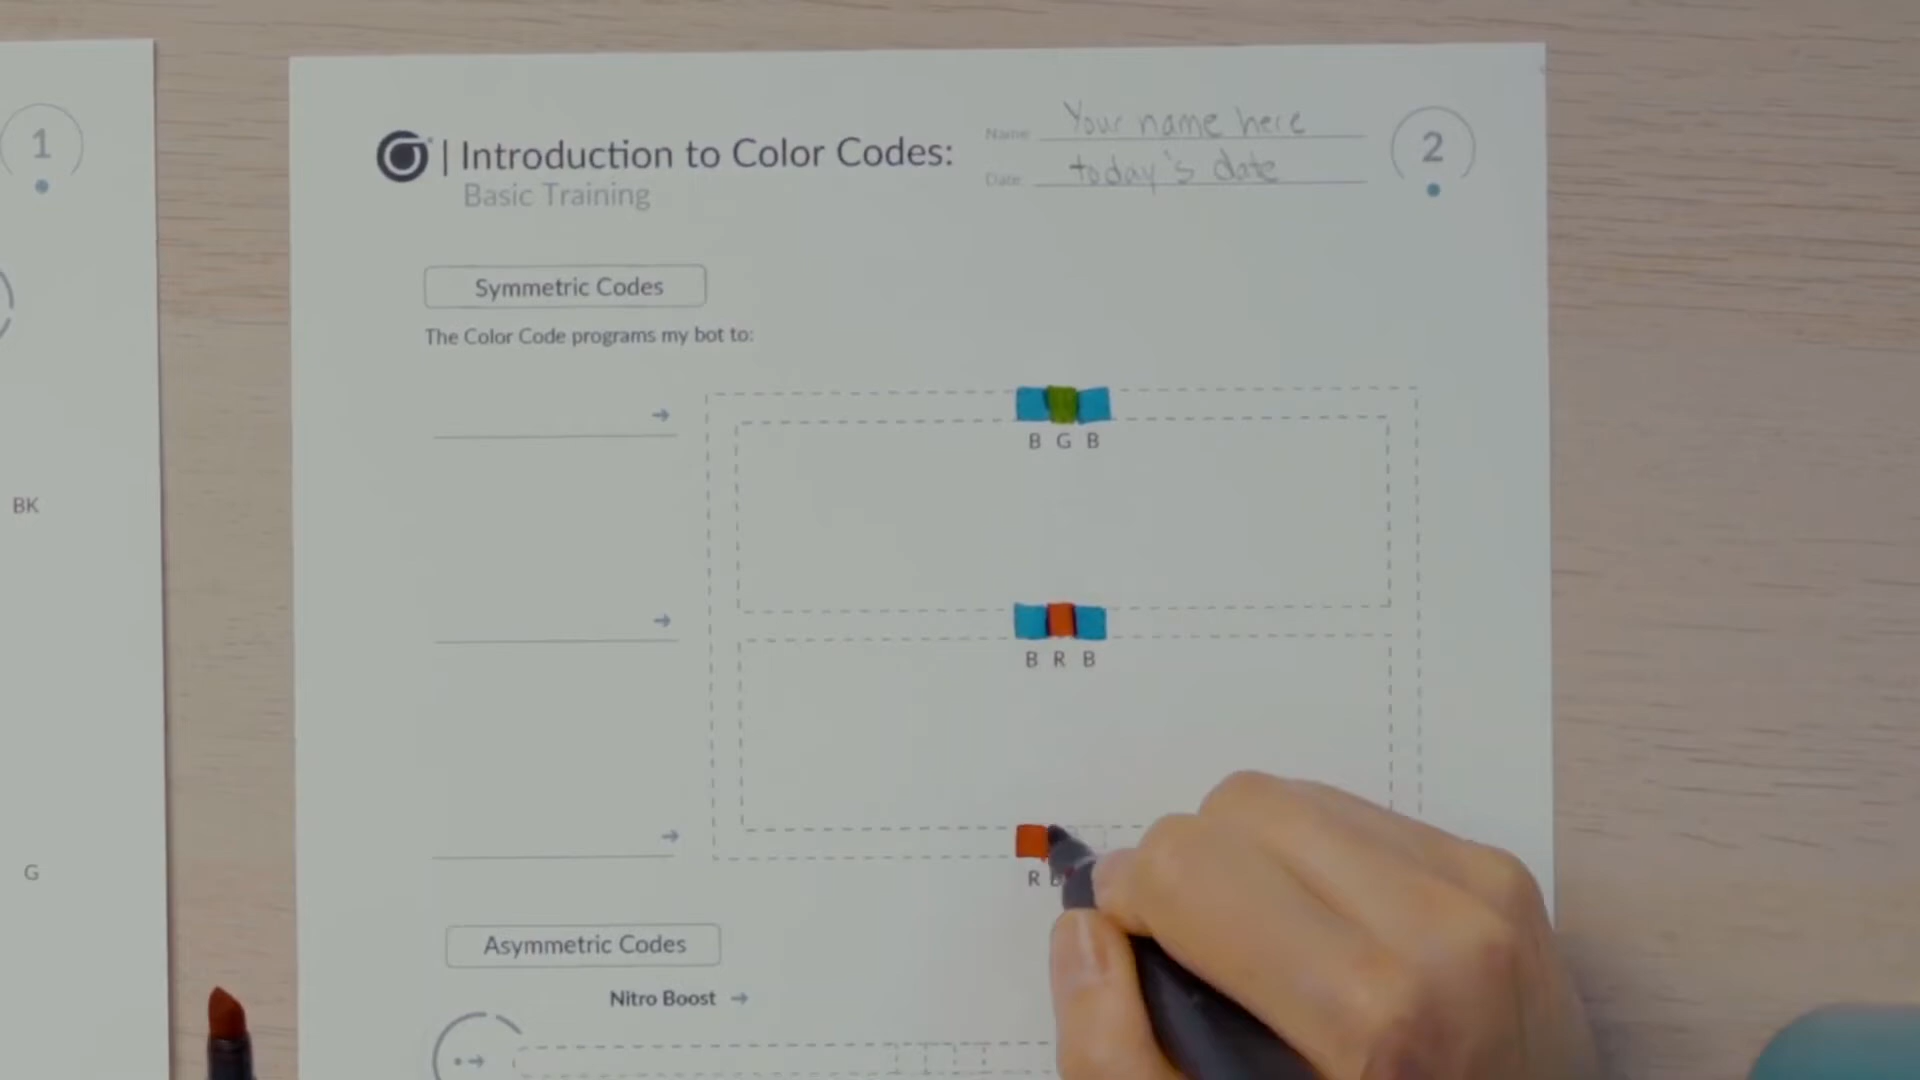 1
| Introduction to Color Codes:
Basic Training
Name: Your name here
Date: today's date
2
Symmetric Codes
The Color Code programs my bot to:
B G B
BK
B R B
G
R
Asymmetric Codes
Nitro Boost